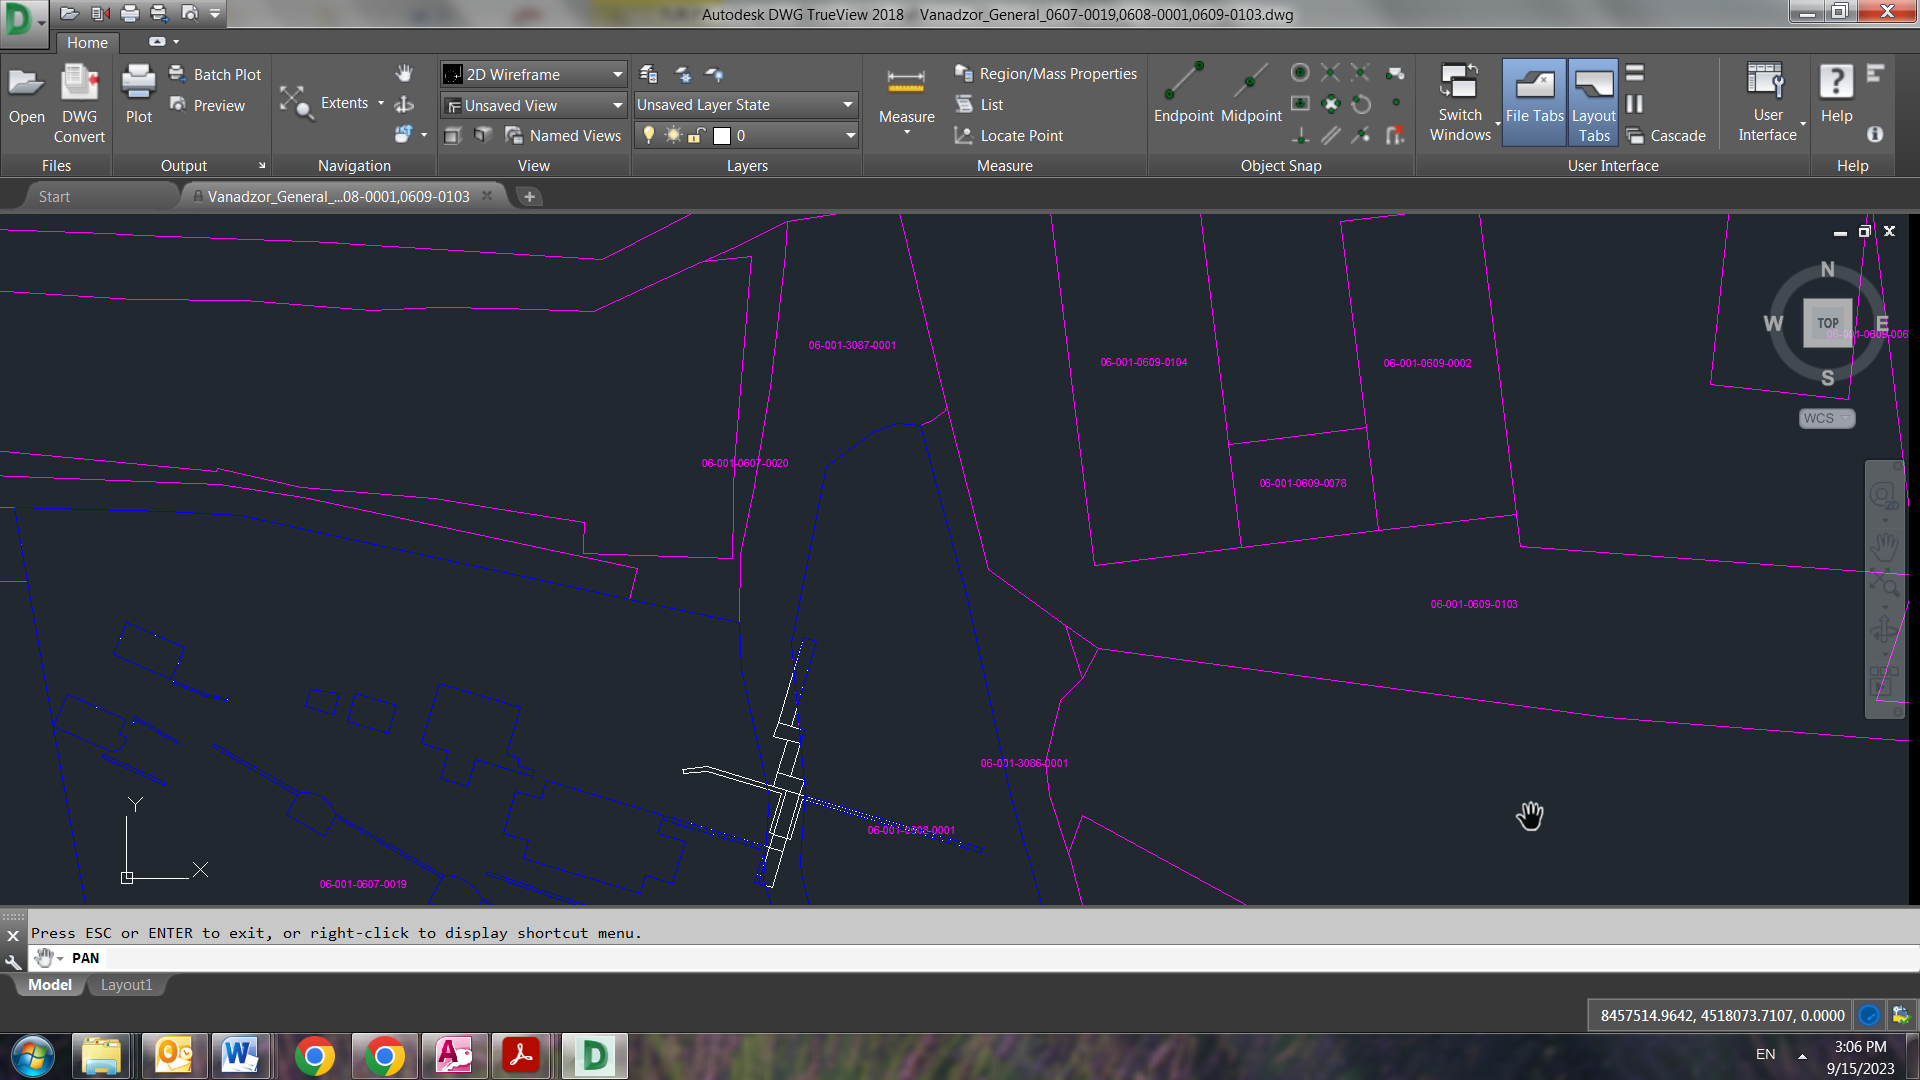 Autodesk DWG TrueView 2018 Vanadzor_General_0607-0019,0608-0001,0609-0103.dwg
Home
Open
DWG Convert
Files
Plot
Batch Plot
Preview
Output
Extents
Navigation
2D Wireframe
Unsaved View
Named Views
View
Unsaved Layer State
0
Layers
Measure
Region/Mass Properties
List
Locate Point
Measure
Endpoint
Midpoint
Object Snap
Switch Windows
File Tabs
Layout Tabs
Cascade
User Interface
User Interface
Help
Help
Start
Vanadzor_General_...08-0001,0609-0103
N
W
TOP
E
S
WCS
2D
06-001-3087-0001
06-001-0609-0104
06-001-0609-0002
06-001-0607-0020
06-001-0609-0078
06-001-0609-0103
06-001-3086-0001
06-001-0608-0001
06-001-0607-0019
Y
X
Press ESC or ENTER to exit, or right-click to display shortcut menu.
PAN
Model
Layout1
8457514.9642, 4518073.7107, 0.0000
EN
3:06 PM
9/15/2023